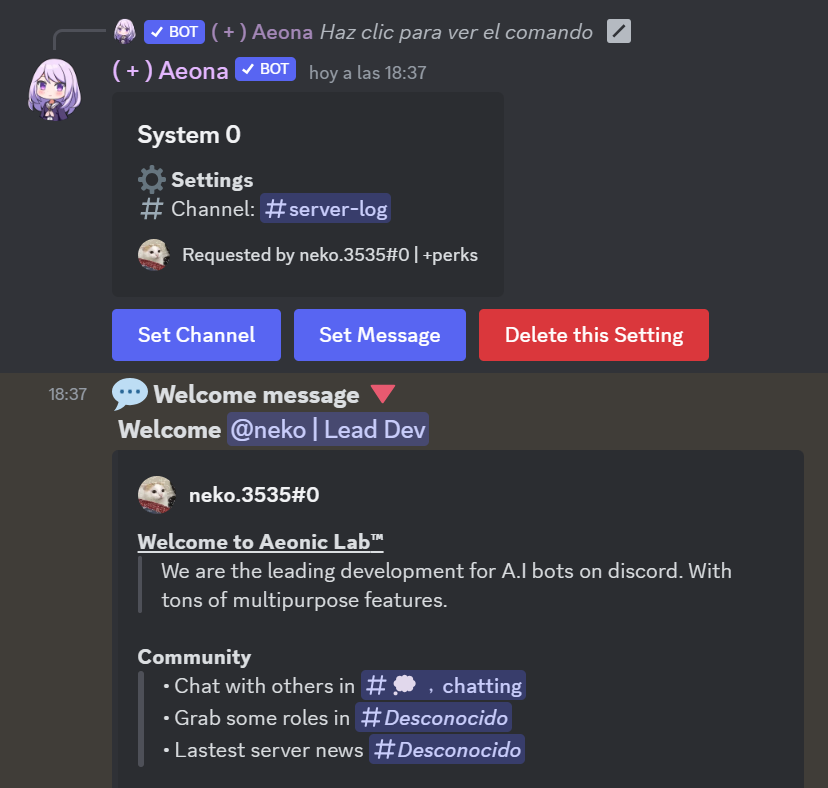 ✓ BOT (+) Aeona Haz clic para ver el comando
(+) Aeona ✓ BOT hoy a las 18:37
System 0
Settings
# Channel: #server-log
Requested by neko.3535#0 | +perks
Set Channel Set Message Delete this Setting
18:37 Welcome message
Welcome @neko | Lead Dev
neko.3535#0
Welcome to Aeonic Lab™
We are the leading development for A.I bots on discord. With
tons of multipurpose features.
Community
• Chat with others in #💭 , chatting
• Grab some roles in #Desconocido
• Lastest server news #Desconocido